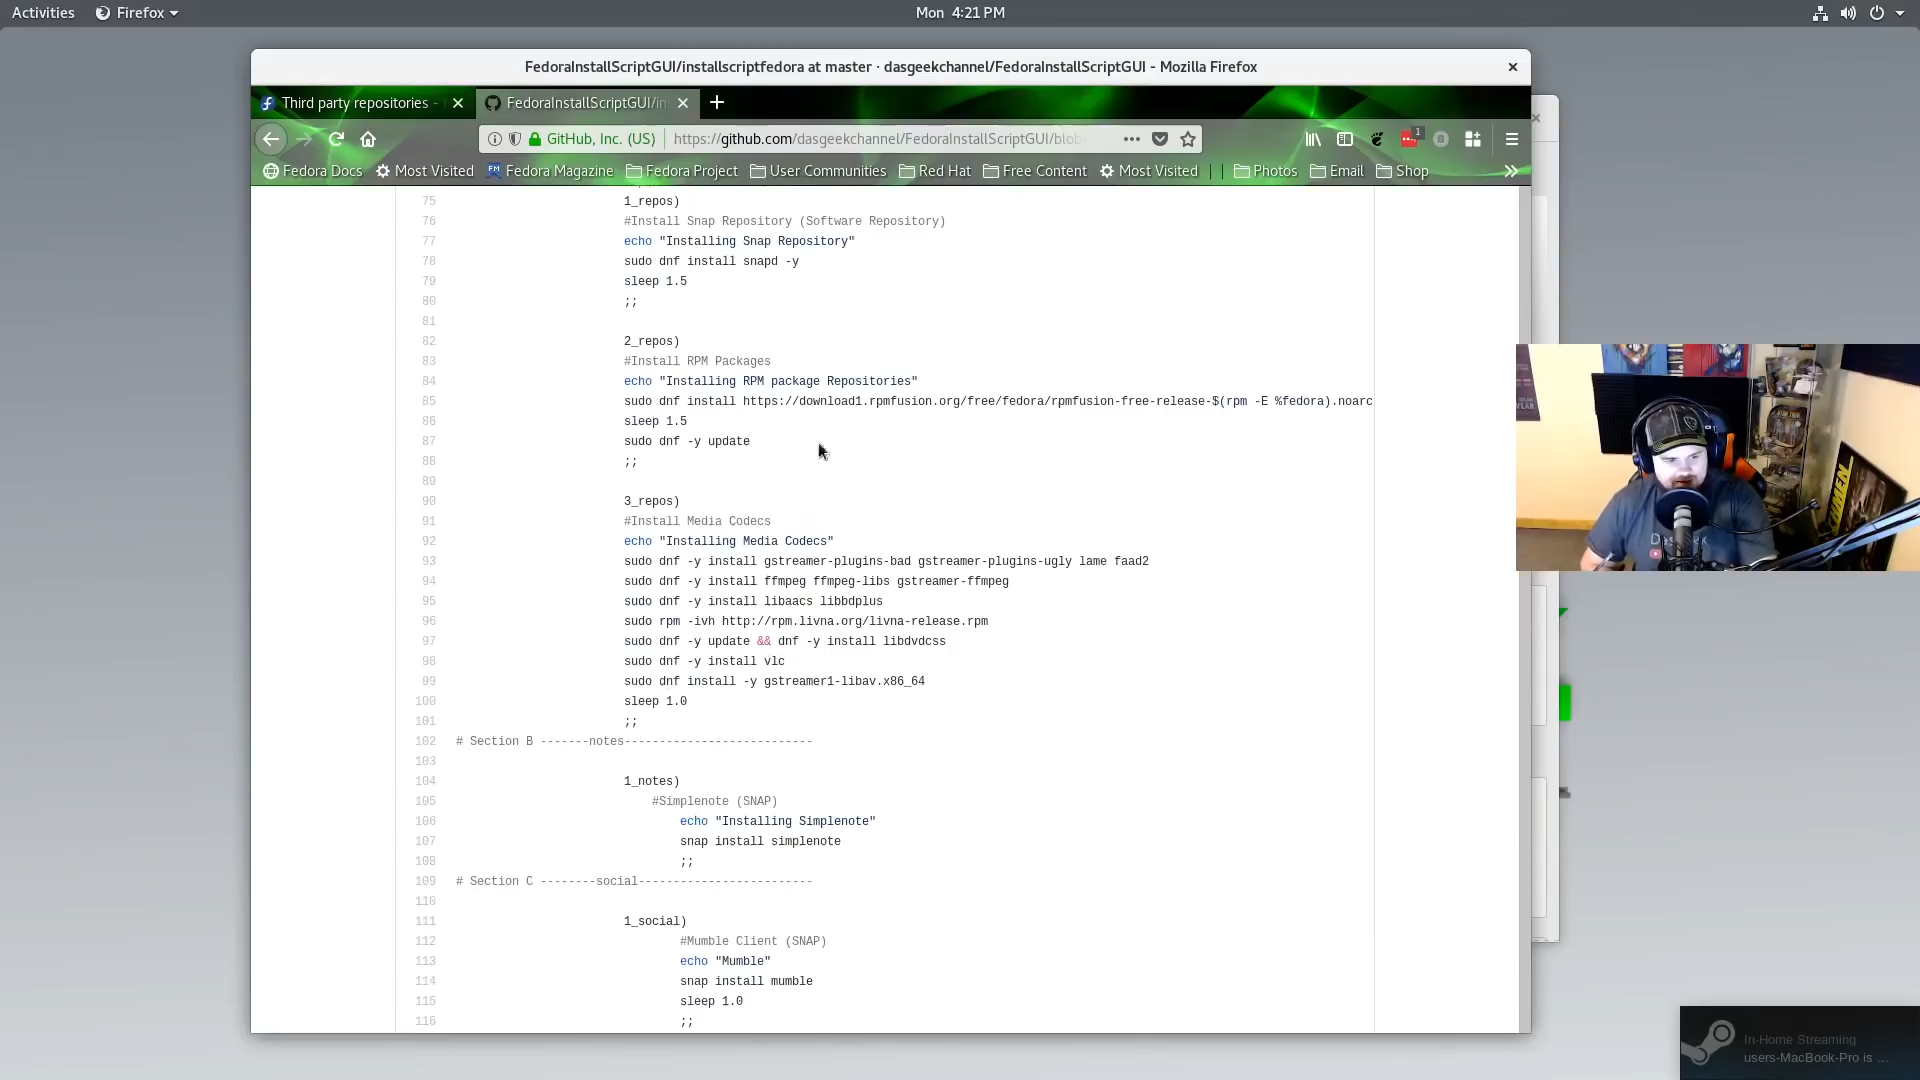 Activities Firefox Mon 4:21 PM
FedoraInstallScriptGUI/installscriptfedora at master · dasgeekchannel/FedoraInstallScriptGUI - Mozilla Firefox
Third party repositories - FedoraInstallScriptGUI/in
GitHub, Inc. (US) https://github.com/dasgeekchannel/FedoraInstallScriptGUI/blob 1
Fedora Docs Most Visited Fedora Magazine Fedora Project User Communities Red Hat Free Content Most Visited Photos Email Shop
75 1_repos)
76 #Install Snap Repository (Software Repository)
77 echo "Installing Snap Repository"
78 sudo dnf install snapd -y
79 sleep 1.5
80 ;;
81
82 2_repos)
83 #Install RPM Packages
84 echo "Installing RPM package Repositories"
85 sudo dnf install https://download1.rpmfusion.org/free/fedora/rpmfusion-free-release-$(rpm -E %fedora).noarc
86 sleep 1.5
87 sudo dnf -y update
88 ;;
89
90 3_repos)
91 #Install Media Codecs
92 echo "Installing Media Codecs"
93 sudo dnf -y install gstreamer-plugins-bad gstreamer-plugins-ugly lame faad2
94 sudo dnf -y install ffmpeg ffmpeg-libs gstreamer-ffmpeg
95 sudo dnf -y install libaacs libbdplus
96 sudo rpm -ivh http://rpm.livna.org/livna-release.rpm
97 sudo dnf -y update && dnf -y install libdvdcss
98 sudo dnf -y install vlc
99 sudo dnf install -y gstreamer1-libav.x86_64
100 sleep 1.0
101 ;;
102 # Section B -------notes---------------------------
103
104 1_notes)
105 #Simplenote (SNAP)
106 echo "Installing Simplenote"
107 snap install simplenote
108 ;;
109 # Section C --------social-------------------------
110
111 1_social)
112 #Mumble Client (SNAP)
113 echo "Mumble"
114 snap install mumble
115 sleep 1.0
116 ;;
In-Home Streaming
users-MacBook-Pro is ...